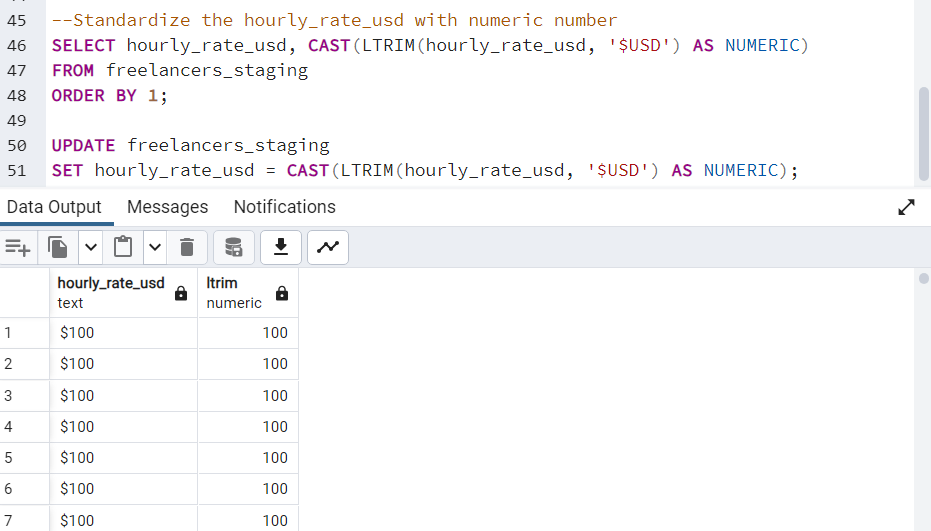 45 --Standardize the hourly_rate_usd with numeric number
46 SELECT hourly_rate_usd, CAST(LTRIM(hourly_rate_usd, '$USD') AS NUMERIC)
47 FROM freelancers_staging
48 ORDER BY 1;
49
50 UPDATE freelancers_staging
51 SET hourly_rate_usd = CAST(LTRIM(hourly_rate_usd, '$USD') AS NUMERIC);
Data Output Messages Notifications
hourly_rate_usd ltrim
text numeric
1 $100 100
2 $100 100
3 $100 100
4 $100 100
5 $100 100
6 $100 100
7 $100 100